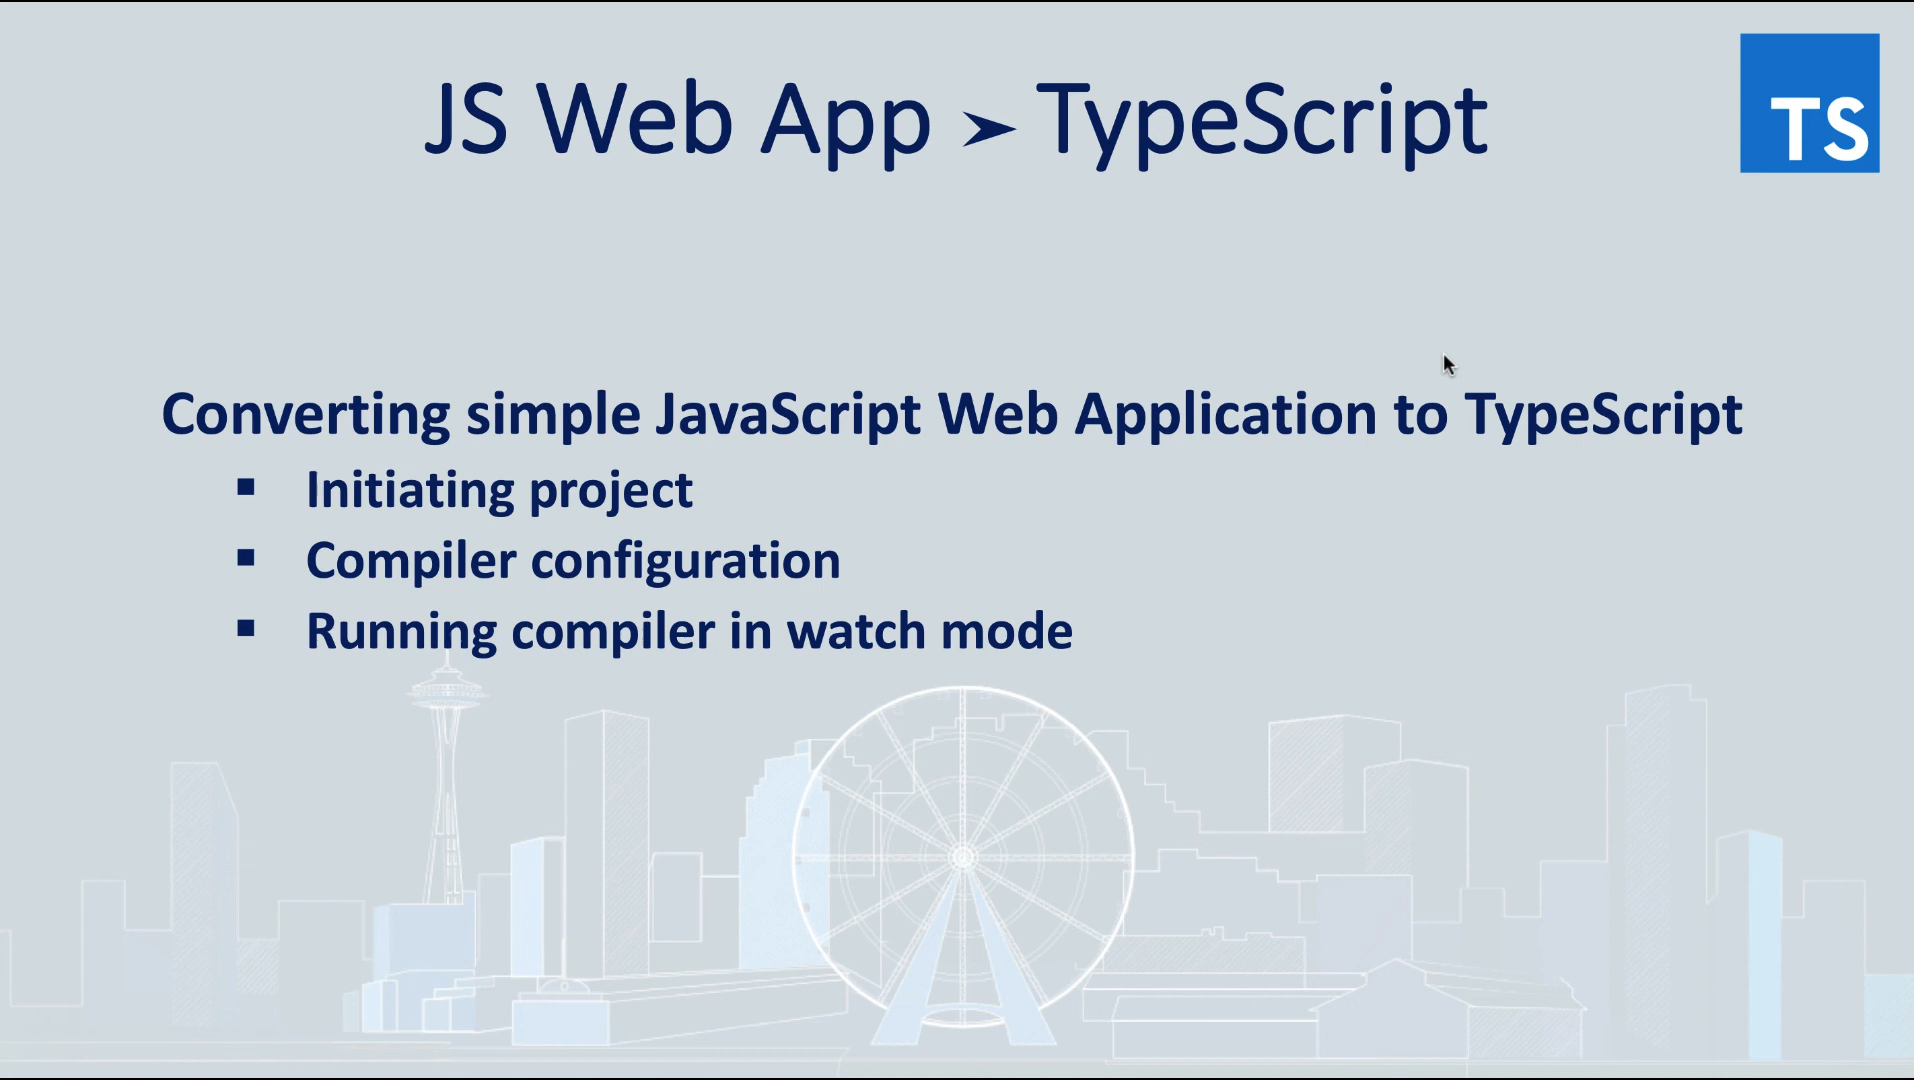 JS Web App ➤ TypeScript
TS
Converting simple JavaScript Web Application to TypeScript
▪ Initiating project
▪ Compiler configuration
▪ Running compiler in watch mode